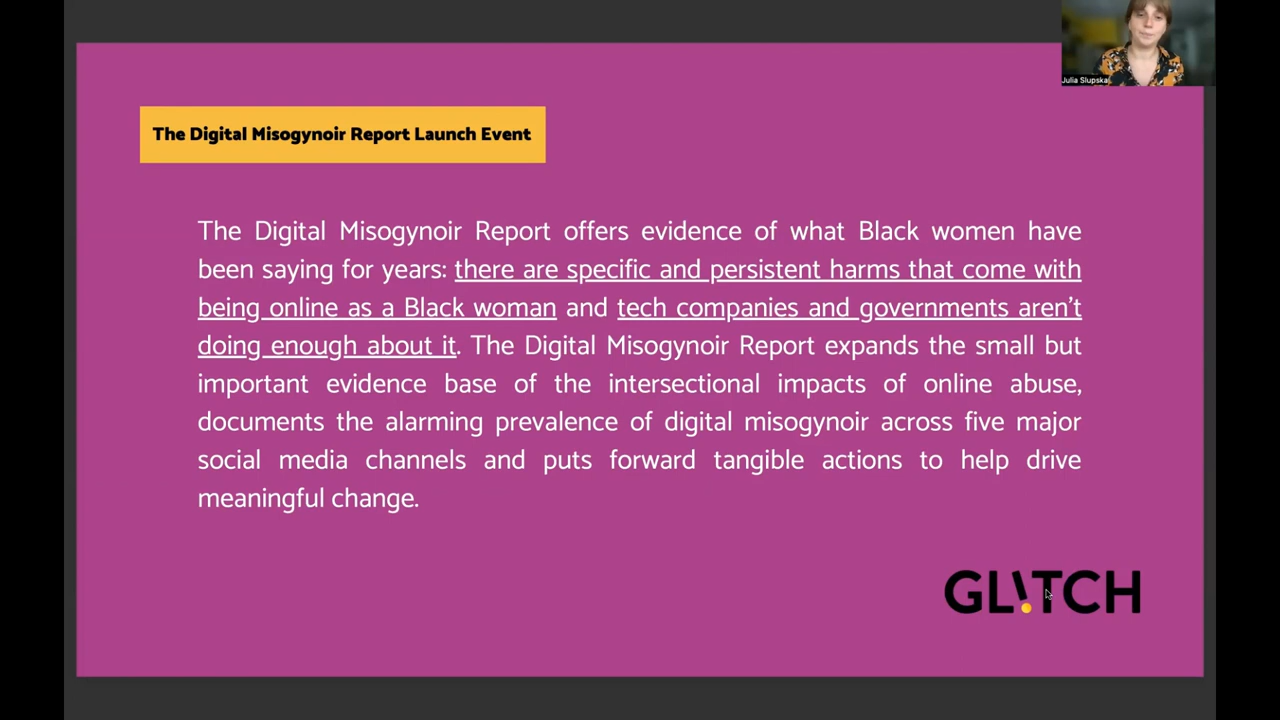 Julia Slupska
The Digital Misogynoir Report Launch Event
The Digital Misogynoir Report offers evidence of what Black women have
been saying for years: there are specific and persistent harms that come with
being online as a Black woman and tech companies and governments aren't
doing enough about it. The Digital Misogynoir Report expands the small but
important evidence base of the intersectional impacts of online abuse,
documents the alarming prevalence of digital misogynoir across five major
social media channels and puts forward tangible actions to help drive
meaningful change.
GL!TCH